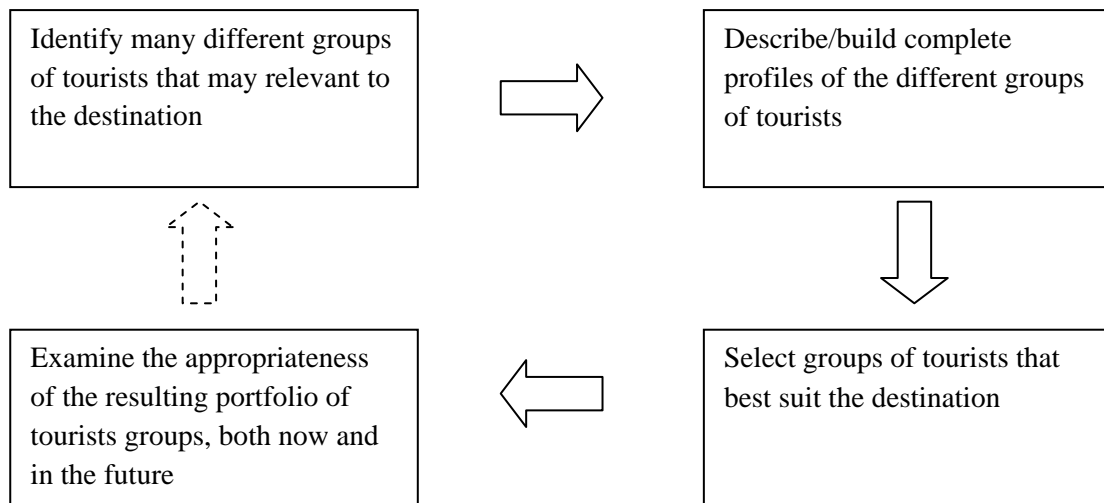 Identify many different groups
of tourists that may relevant to
the destination
Describe/build complete
profiles of the different groups
of tourists
Select groups of tourists that
best suit the destination
Examine the appropriateness
of the resulting portfolio of
tourists groups, both now and
in the future